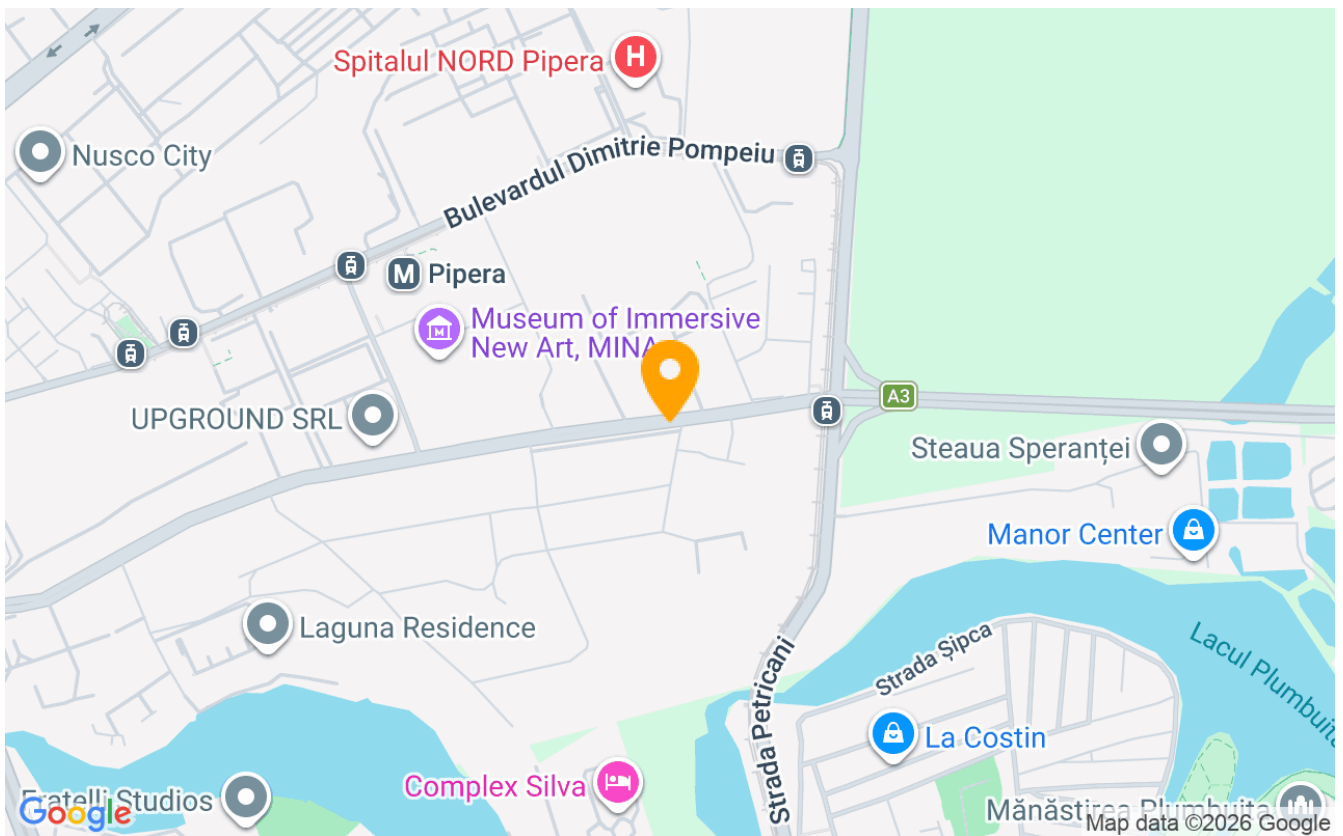 Spitalul NORD Pipera
H
Nusco City
Bulevardul Dimitrie Pompeiu
M Pipera
Museum of Immersive
New Art, MINA
A3
UPGROUND SRL
Steaua Speranței
Manor Center
Laguna Residence
Strada Șipca
Lacul Plumbuita
Strada Petricani
La Costin
Complex Silva
Fratelli Studios
Mănăstirea Plumbuita
Google
Map data ©2026 Google